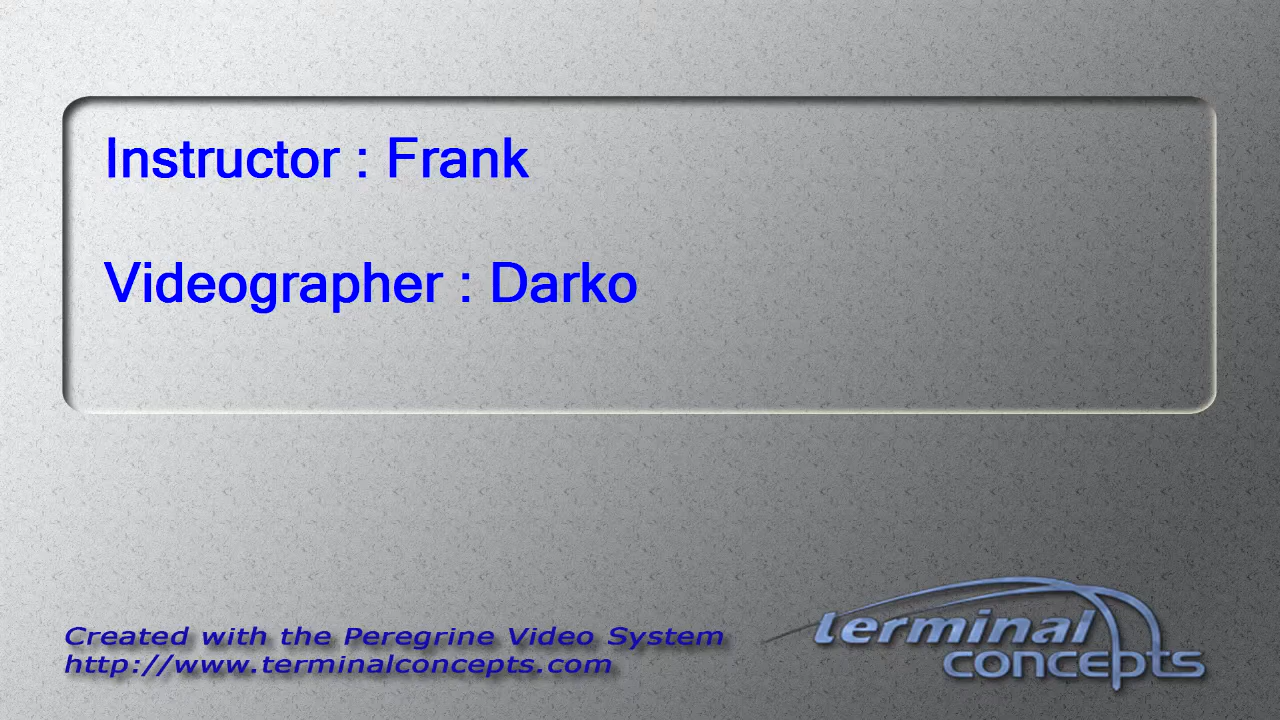 Instructor : Frank
Videographer : Darko
Created with the Peregrine Video System
http://www.terminalconcepts.com
terminal
concepts